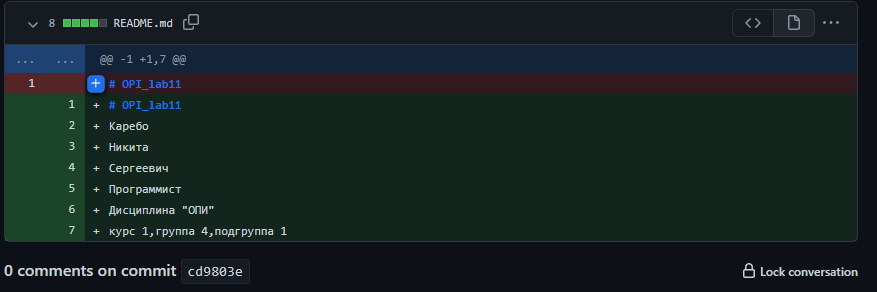 8 README.md
... ... @@ -1 +1,7 @@
1 + # OPI_lab11
1 + # OPI_lab11
2 + Каребо
3 + Никита
4 + Сергеевич
5 + Программист
6 + Дисциплина "ОПИ"
7 + курс 1,группа 4,подгруппа 1
0 comments on commit cd9803e Lock conversation